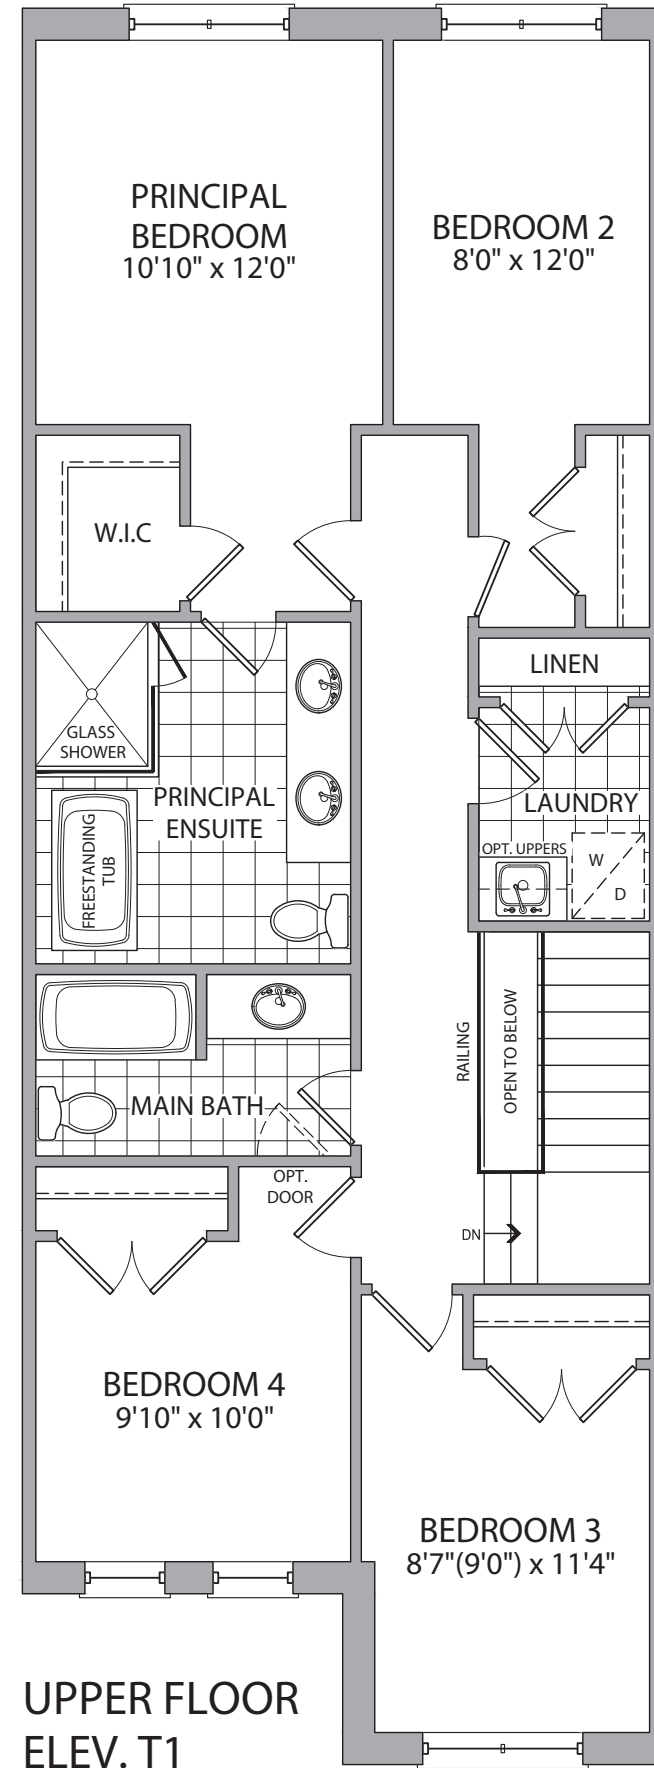 PRINCIPAL
BEDROOM
10'10" x 12'0"
BEDROOM 2
8'0" x 12'0"
W.I.C
LINEN
GLASS
SHOWER
PRINCIPAL
ENSUITE
FREESTANDING
TUB
LAUNDRY
OPT. UPPERS
W
D
RAILING
OPEN TO BELOW
MAIN BATH
OPT.
DOOR
DN
BEDROOM 4
9'10" x 10'0"
BEDROOM 3
8'7"(9'0") x 11'4"
UPPER FLOOR
ELEV. T1